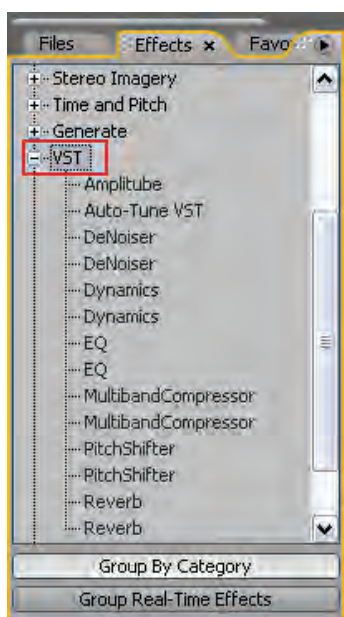 Files Effects × Favo
Stereo Imagery
Time and Pitch
Generate
VST
Amplitube
Auto-Tune VST
DeNoiser
DeNoiser
Dynamics
Dynamics
EQ
EQ
MultibandCompressor
MultibandCompressor
PitchShifter
PitchShifter
Reverb
Reverb
Group By Category
Group Real-Time Effects